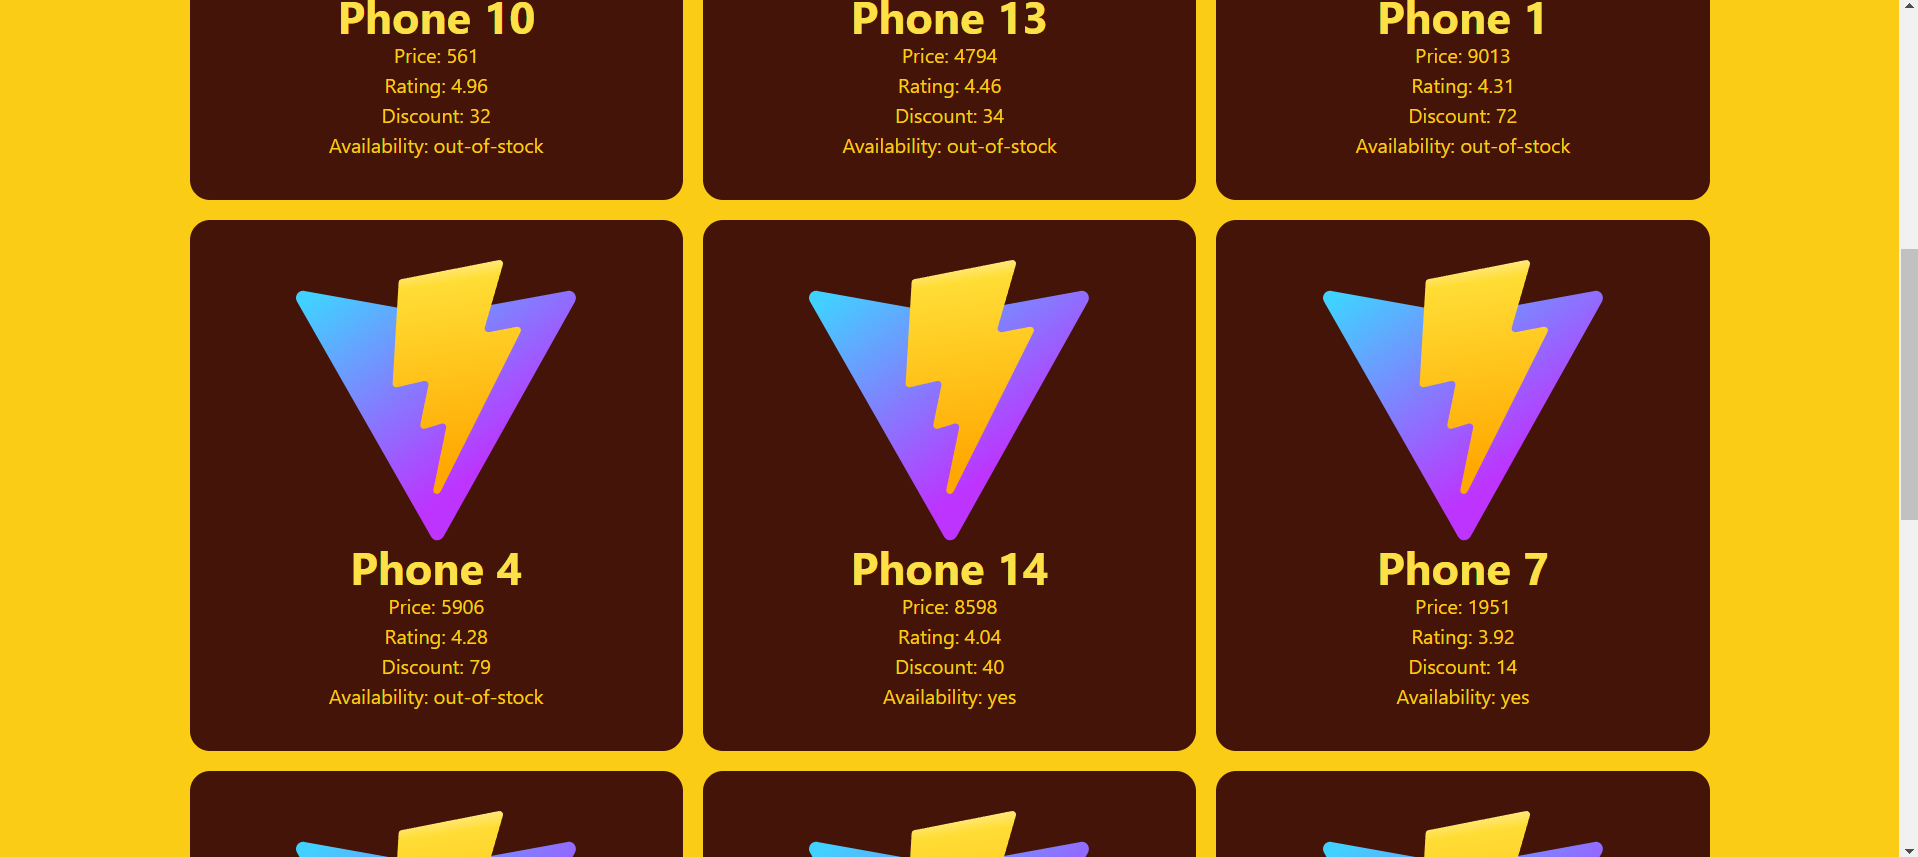 Phone 10
Price: 561
Rating: 4.96
Discount: 32
Availability: out-of-stock
Phone 13
Price: 4794
Rating: 4.46
Discount: 34
Availability: out-of-stock
Phone 1
Price: 9013
Rating: 4.31
Discount: 72
Availability: out-of-stock
Phone 4
Price: 5906
Rating: 4.28
Discount: 79
Availability: out-of-stock
Phone 14
Price: 8598
Rating: 4.04
Discount: 40
Availability: yes
Phone 7
Price: 1951
Rating: 3.92
Discount: 14
Availability: yes